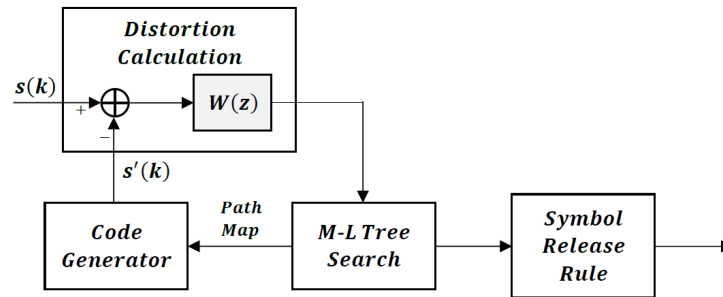 Distortion
Calculation
s(k)
+
W(z)
−
s′(k)
Code
Generator
Path
Map
M-L Tree
Search
Symbol
Release
Rule